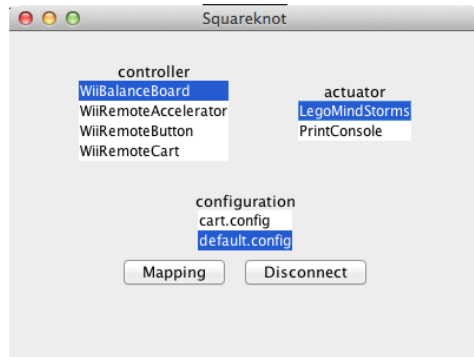 Squareknot
controller
WiiBalanceBoard
WiiRemoteAccelerator
WiiRemoteButton
WiiRemoteCart
actuator
LegoMindStorms
PrintConsole
configuration
cart.config
default.config
Mapping
Disconnect